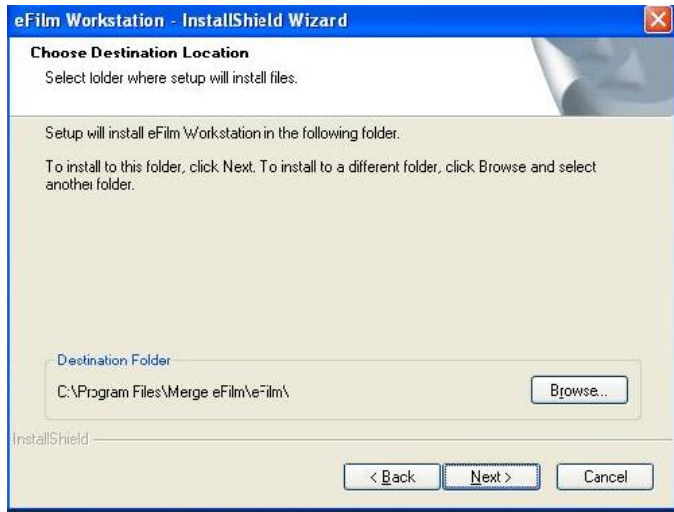 eFilm Workstation - InstallShield Wizard
Choose Destination Location
Select folder where setup will install files.
Setup will install eFilm Workstation in the following folder.
To install to this folder, click Next. To install to a different folder, click Browse and select
another folder.
Destination Folder
C:\Program Files\Merge eFilm\eFilm\
Browse...
InstallShield
< Back Next > Cancel